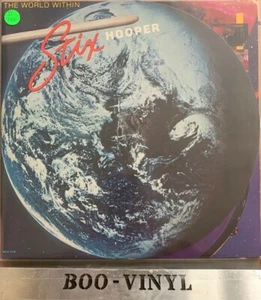 THE WORLD WITHIN
Stix
HOOPER
BOO-VINYL